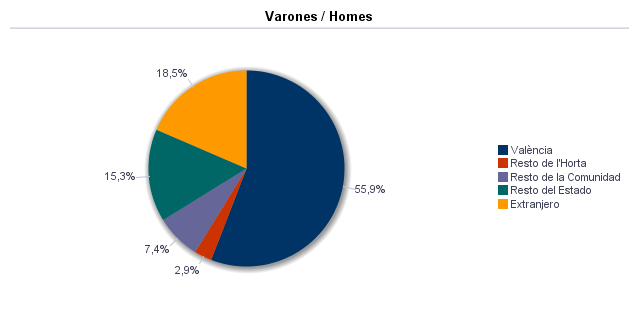 Varones / Homes
18,5%
15,3%
7,4%
2,9%
55,9%
València
Resto de l'Horta
Resto de la Comunidad
Resto del Estado
Extranjero